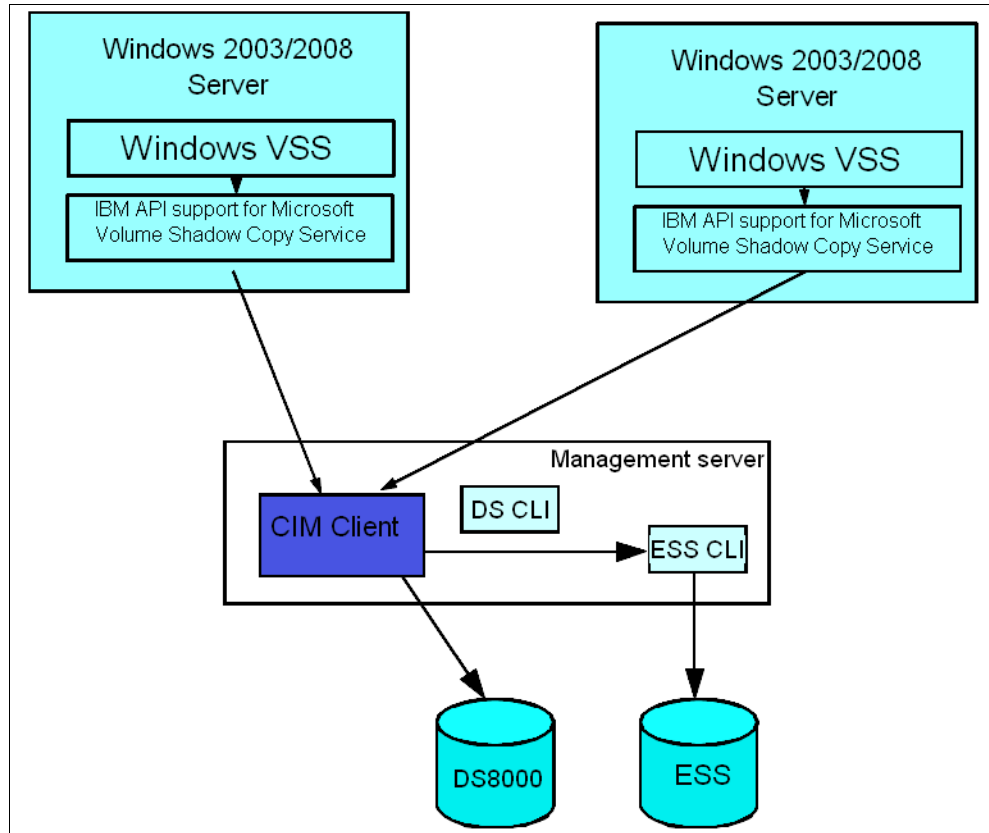 Windows 2003/2008
Server
Windows VSS
IBM API support for Microsoft
Volume Shadow Copy Service
Windows 2003/2008
Server
Windows VSS
IBM API support for Microsoft
Volume Shadow Copy Service
Management server
CIM Client
DS CLI
ESS CLI
DS8000
ESS